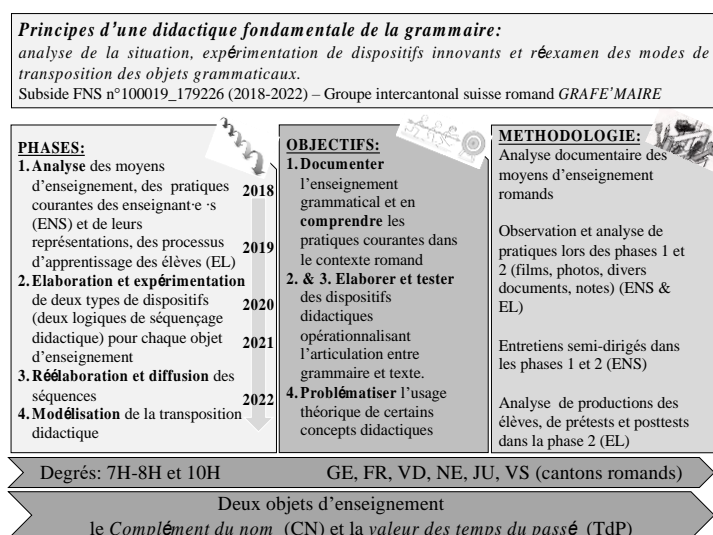 Principes d'une didactique fondamentale de la grammaire:
analyse de la situation, expérimentation de dispositifs innovants et réexamen des modes de
transposition des objets grammaticaux.
Subside FNS n°100019_179226 (2018-2022) – Groupe intercantonal suisse romand GRAFE'MAIRE
PHASES:
1. Analyse des moyens
d'enseignement, des pratiques
courantes des enseignant·e ·s
(ENS) et de leurs
représentations, des processus
d'apprentissage des élèves (EL)
2. Elaboration et expérimentation
de deux types de dispositifs
(deux logiques de séquençage
didactique) pour chaque objet
d'enseignement
3. Réélaboration et diffusion des
séquences
4. Modélisation de la transposition
didactique
2018
2019
2020
2021
2022
OBJECTIFS:
1. Documenter
l'enseignement
grammatical et en
comprendre les
pratiques courantes dans
le contexte romand
2. & 3. Elaborer et tester
des dispositifs
didactiques
opérationnalisant
l'articulation entre
grammaire et texte.
4. Problématiser l'usage
théorique de certains
concepts didactiques
METHODOLOGIE:
Analyse documentaire des
moyens d'enseignement
romands
Observation et analyse de
pratiques lors des phases 1 et
2 (films, photos, divers
documents, notes) (ENS &
EL)
Entretiens semi-dirigés dans
les phases 1 et 2 (ENS)
Analyse de productions des
élèves, de prétests et posttests
dans la phase 2 (EL)
Degrés: 7H-8H et 10H GE, FR, VD, NE, JU, VS (cantons romands)
Deux objets d'enseignement
le Complément du nom (CN) et la valeur des temps du passé (TdP)